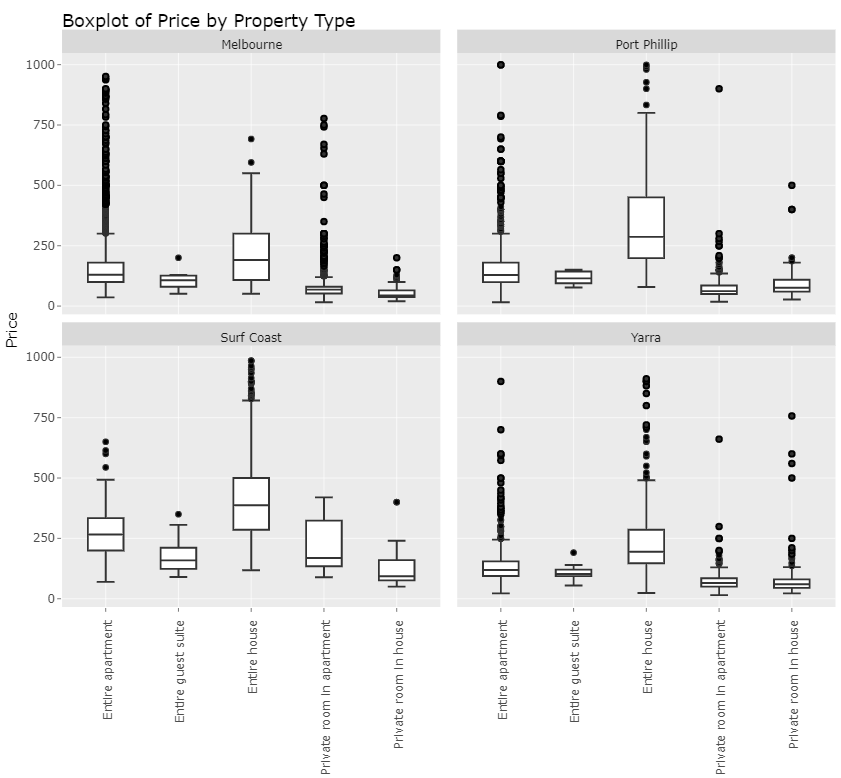 Boxplot of Price by Property Type
Melbourne
Port Phillip
1000
750
500
250
0
Surf Coast
Yarra
1000
750
500
250
0
Price
Entire apartment
Entire guest suite
Entire house
Private room in apartment
Private room in house
Entire apartment
Entire guest suite
Entire house
Private room in apartment
Private room in house